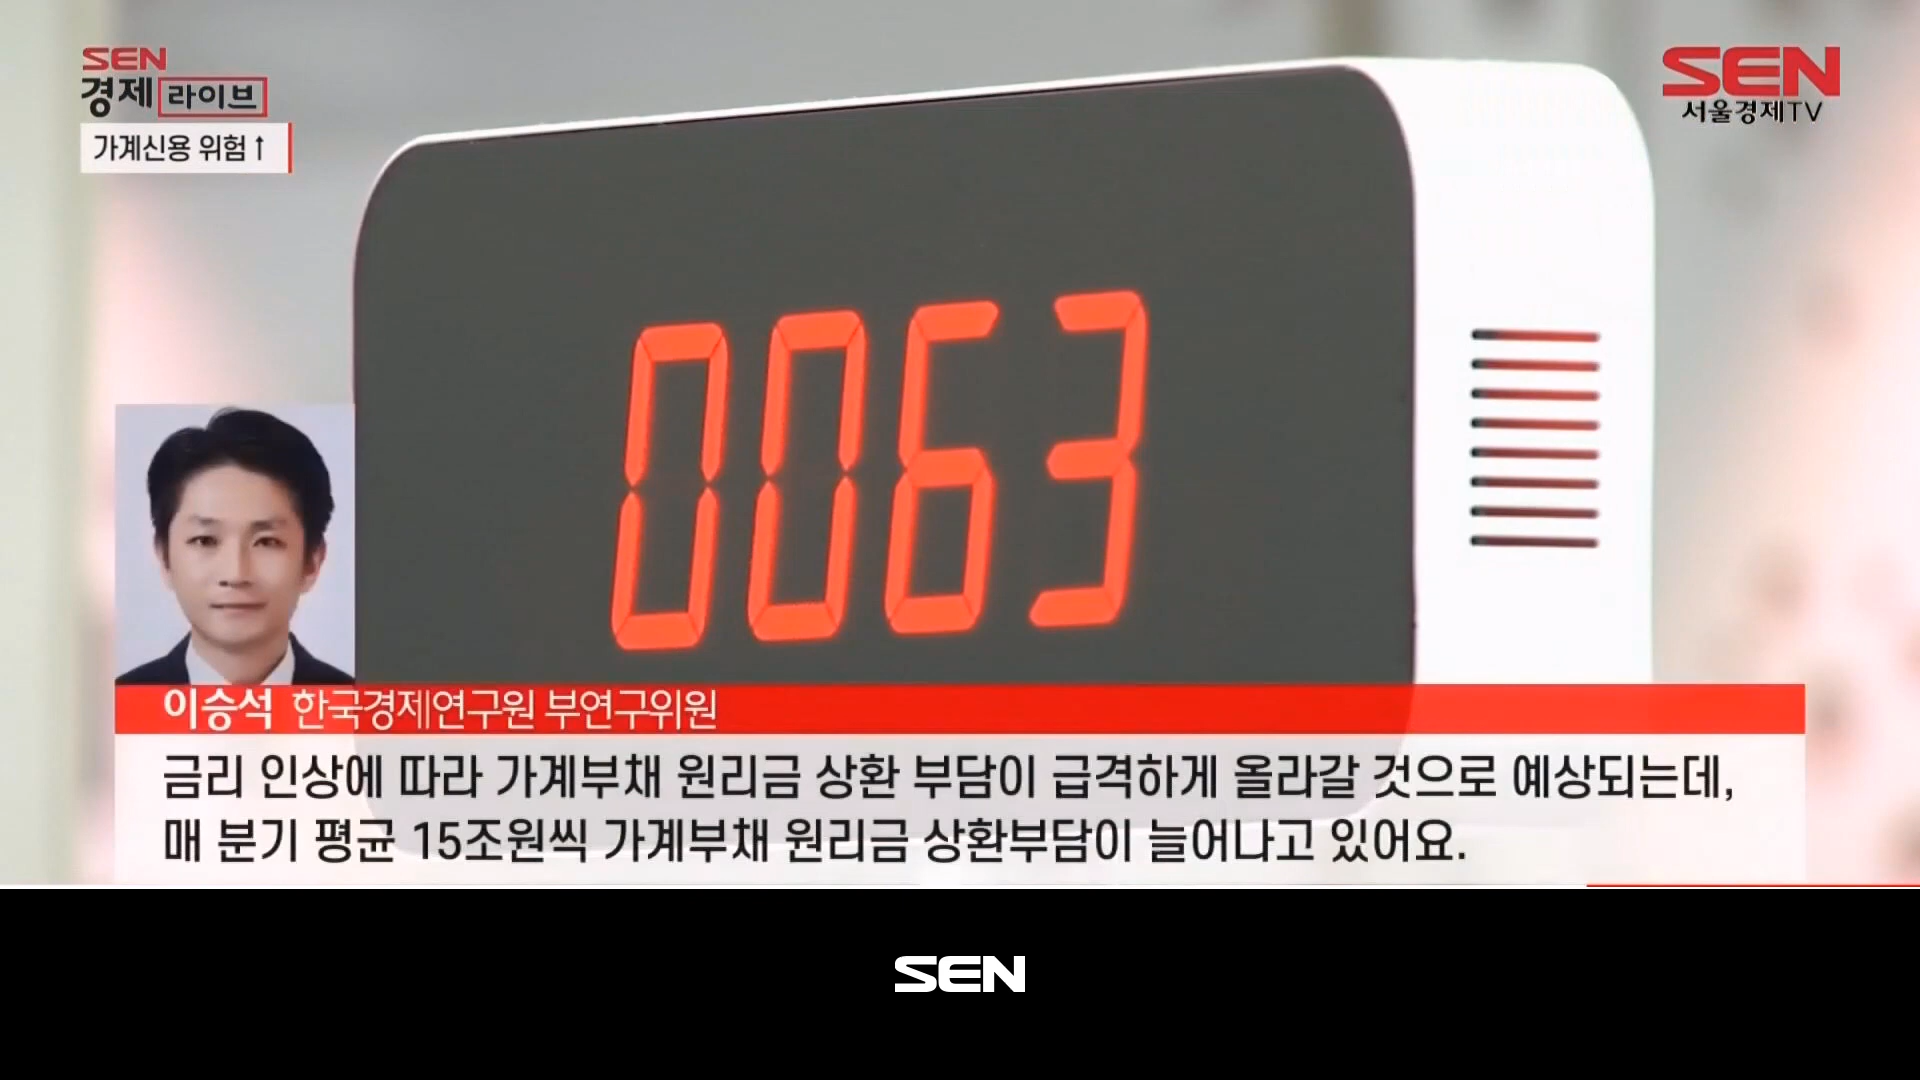 SEN
경제 라이브
가계신용 위험↑
SEN
서울경제TV
0063
이승석 한국경제연구원 부연구위원
금리 인상에 따라 가계부채 원리금 상환 부담이 급격하게 올라갈 것으로 예상되는데,
매 분기 평균 15조원씩 가계부채 원리금 상환부담이 늘어나고 있어요.
SEN